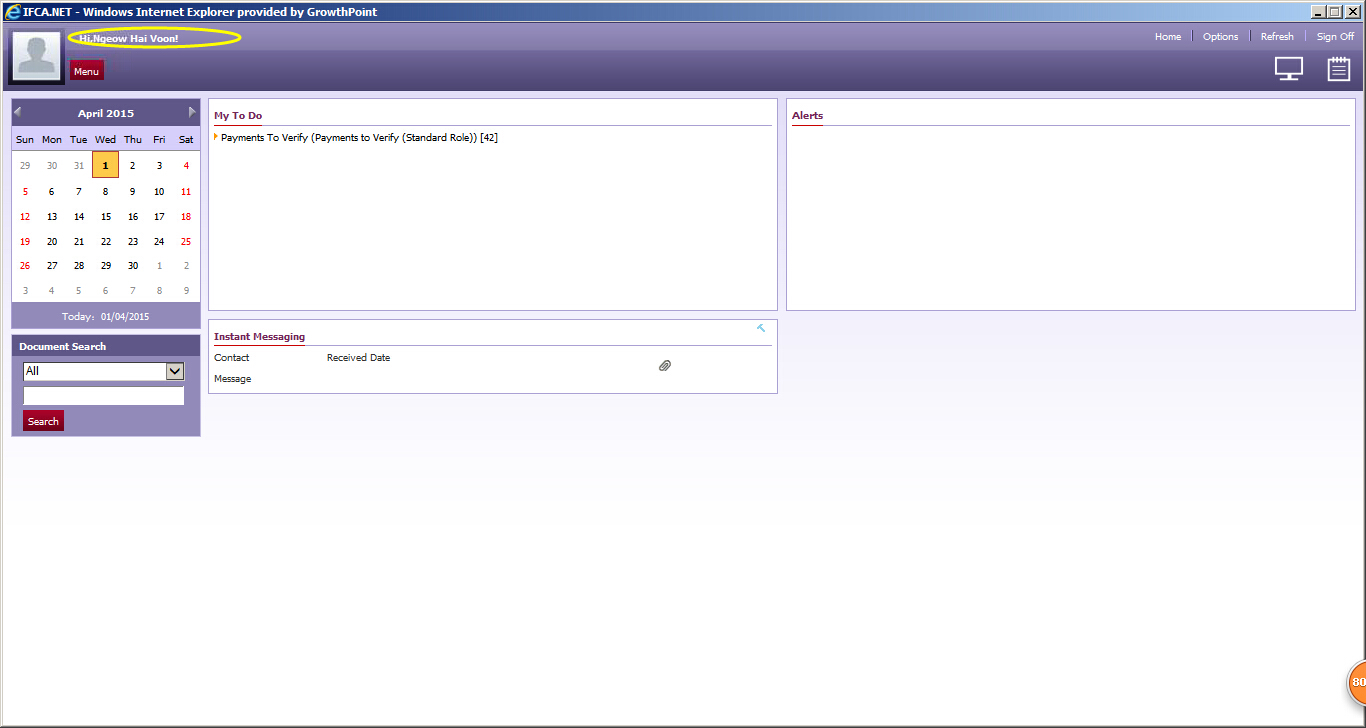 IFCA.NET - Windows Internet Explorer provided by GrowthPoint
Hi,Ngeow Hai Voon!
Home Options Refresh Sign Off
Menu
April 2015
Sun Mon Tue Wed Thu Fri Sat
29 30 31 1 2 3 4
5 6 7 8 9 10 11
12 13 14 15 16 17 18
19 20 21 22 23 24 25
26 27 28 29 30 1 2
3 4 5 6 7 8 9
Today: 01/04/2015
Document Search
All
Search
My To Do
Payments To Verify (Payments to Verify (Standard Role)) [42]
Alerts
Instant Messaging
Contact Received Date
Message
80